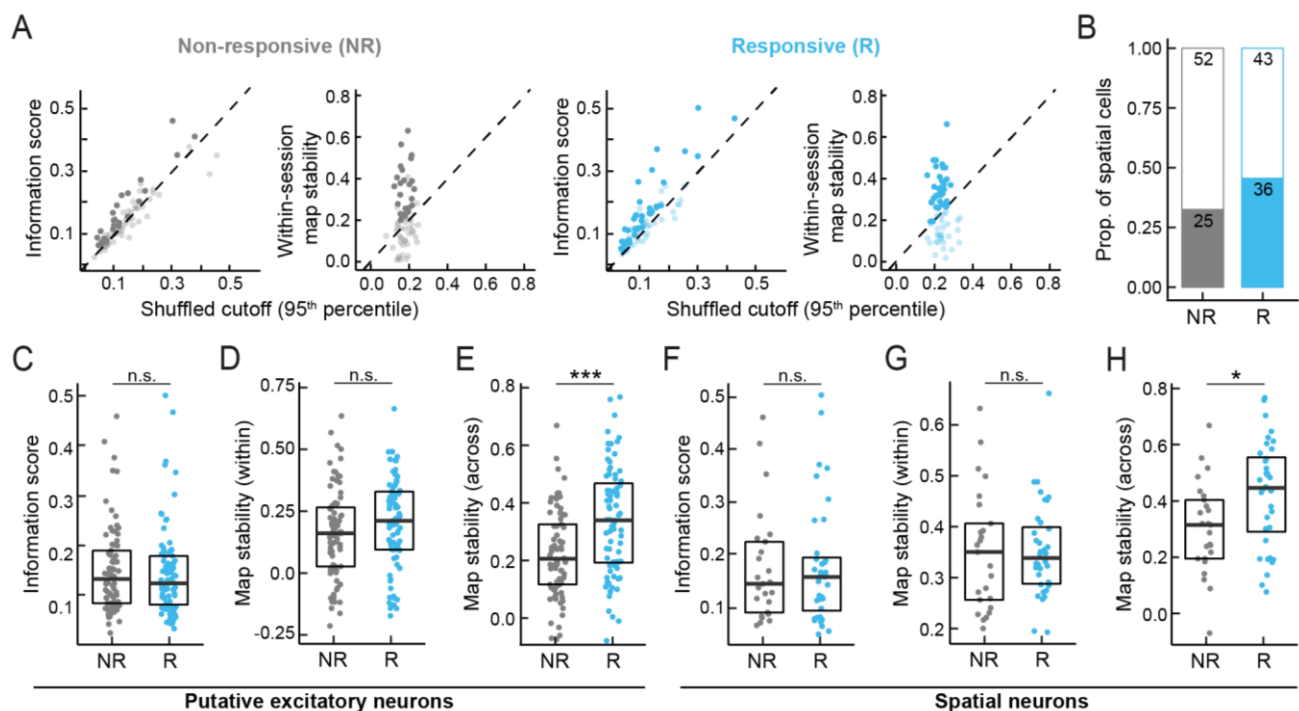 A
Non-responsive (NR)
Responsive (R)
B
Information score
0.5
0.3
0.1
0.1 0.3 0.5
Within-session
map stability
0.8
0.6
0.4
0.2
0.0
0.0 0.2 0.4 0.6 0.8
Shuffled cutoff (95th percentile)
Information score
0.5
0.3
0.1
0.1 0.3 0.5
Within-session
map stability
0.8
0.6
0.4
0.2
0.0
0.0 0.2 0.4 0.6 0.8
Shuffled cutoff (95th percentile)
Prop. of spatial cells
1.00
0.75
0.50
0.25
0.00
52 43
25 36
NR R
C
n.s.
Information score
0.5
0.4
0.3
0.2
0.1
NR R
D
n.s.
Map stability (within)
0.75
0.50
0.25
0.0
-0.25
NR R
E
***
Map stability (across)
0.8
0.6
0.4
0.2
0.0
NR R
F
n.s.
Information score
0.5
0.4
0.3
0.2
0.1
NR R
G
n.s.
Map stability (within)
0.6
0.5
0.4
0.3
0.2
NR R
H
*
Map stability (across)
0.8
0.6
0.4
0.2
0.0
NR R
Putative excitatory neurons
Spatial neurons